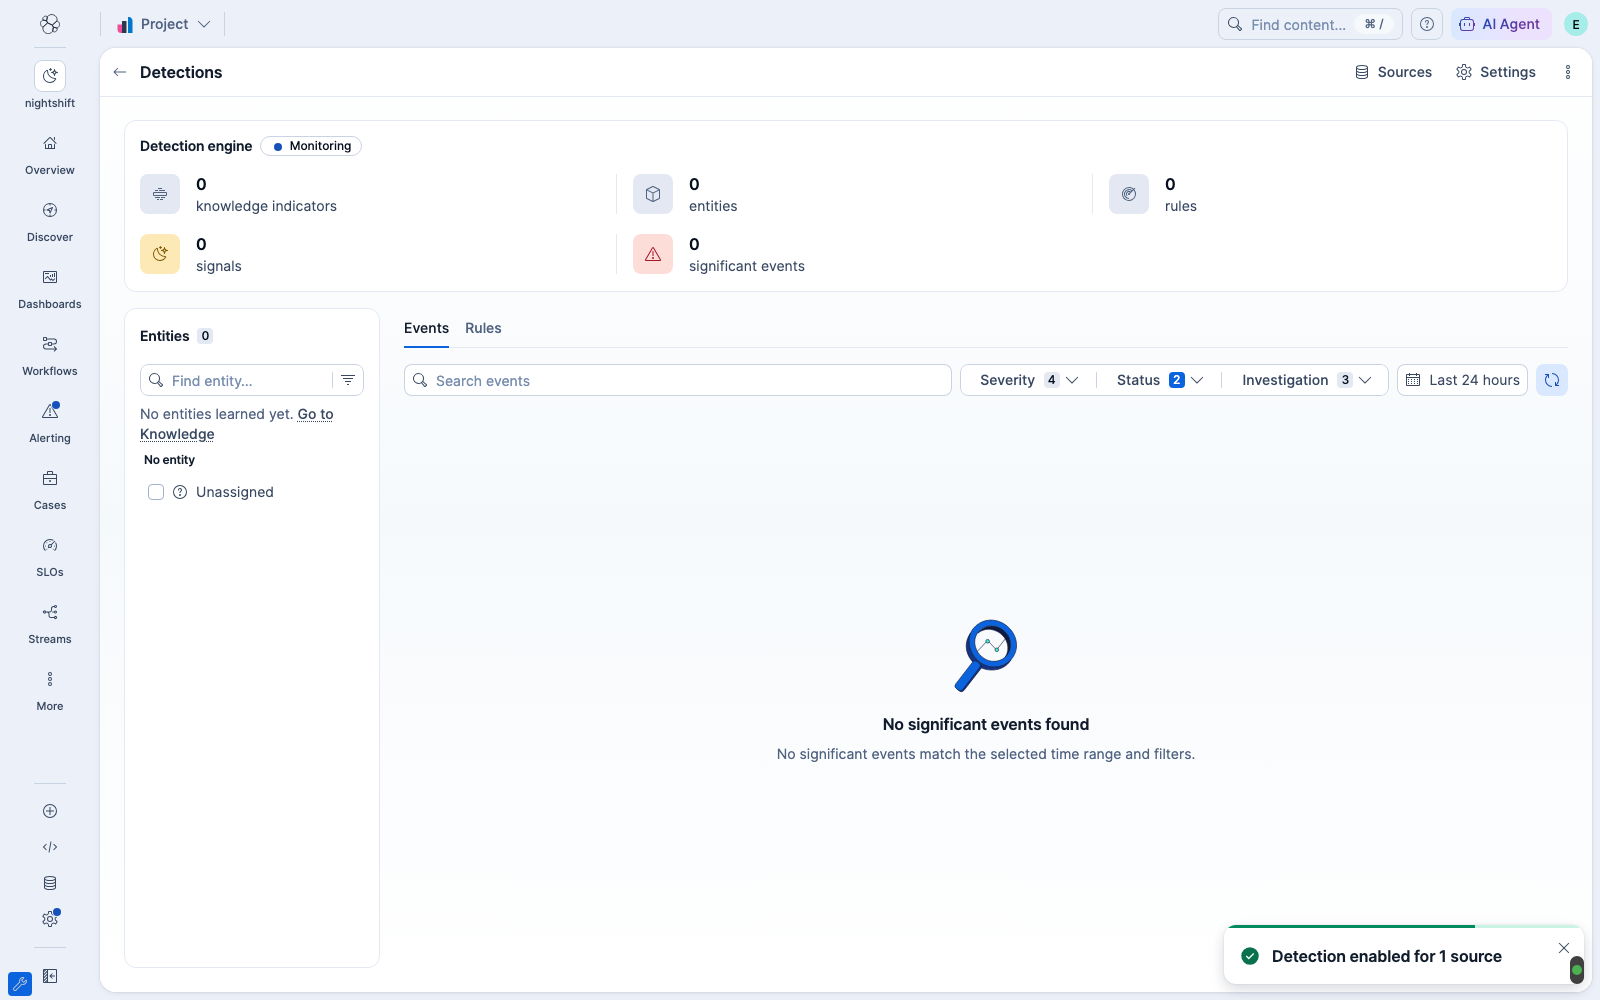 Project
Find content...
⌘ /
AI Agent
E
nightshift
Overview
Discover
Dashboards
Workflows
Alerting
Cases
SLOs
Streams
More
Detections
Sources
Settings
Detection engine
Monitoring
0
knowledge indicators
0
entities
0
rules
0
signals
0
significant events
Entities 0
Find entity...
No entities learned yet. Go to
Knowledge
No entity
Unassigned
Events
Rules
Search events
Severity 4
Status 2
Investigation 3
Last 24 hours
No significant events found
No significant events match the selected time range and filters.
Detection enabled for 1 source